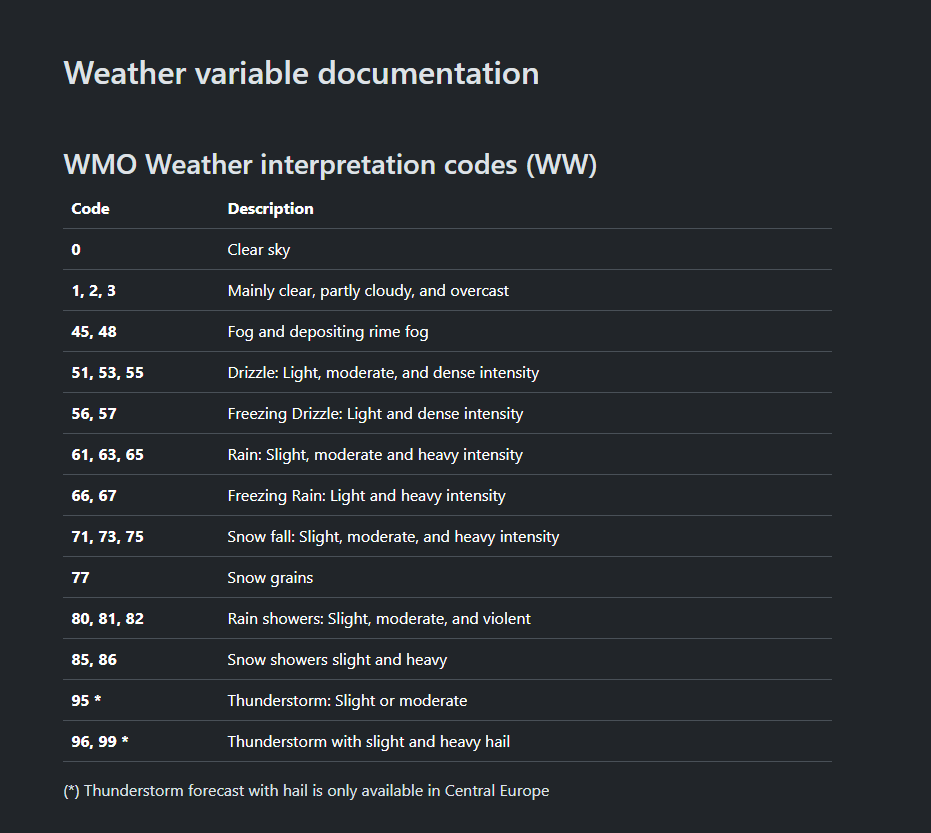 Weather variable documentation
WMO Weather interpretation codes (WW)
Code Description
0 Clear sky
1, 2, 3 Mainly clear, partly cloudy, and overcast
45, 48 Fog and depositing rime fog
51, 53, 55 Drizzle: Light, moderate, and dense intensity
56, 57 Freezing Drizzle: Light and dense intensity
61, 63, 65 Rain: Slight, moderate and heavy intensity
66, 67 Freezing Rain: Light and heavy intensity
71, 73, 75 Snow fall: Slight, moderate, and heavy intensity
77 Snow grains
80, 81, 82 Rain showers: Slight, moderate, and violent
85, 86 Snow showers slight and heavy
95 * Thunderstorm: Slight or moderate
96, 99 * Thunderstorm with slight and heavy hail
(*) Thunderstorm forecast with hail is only available in Central Europe